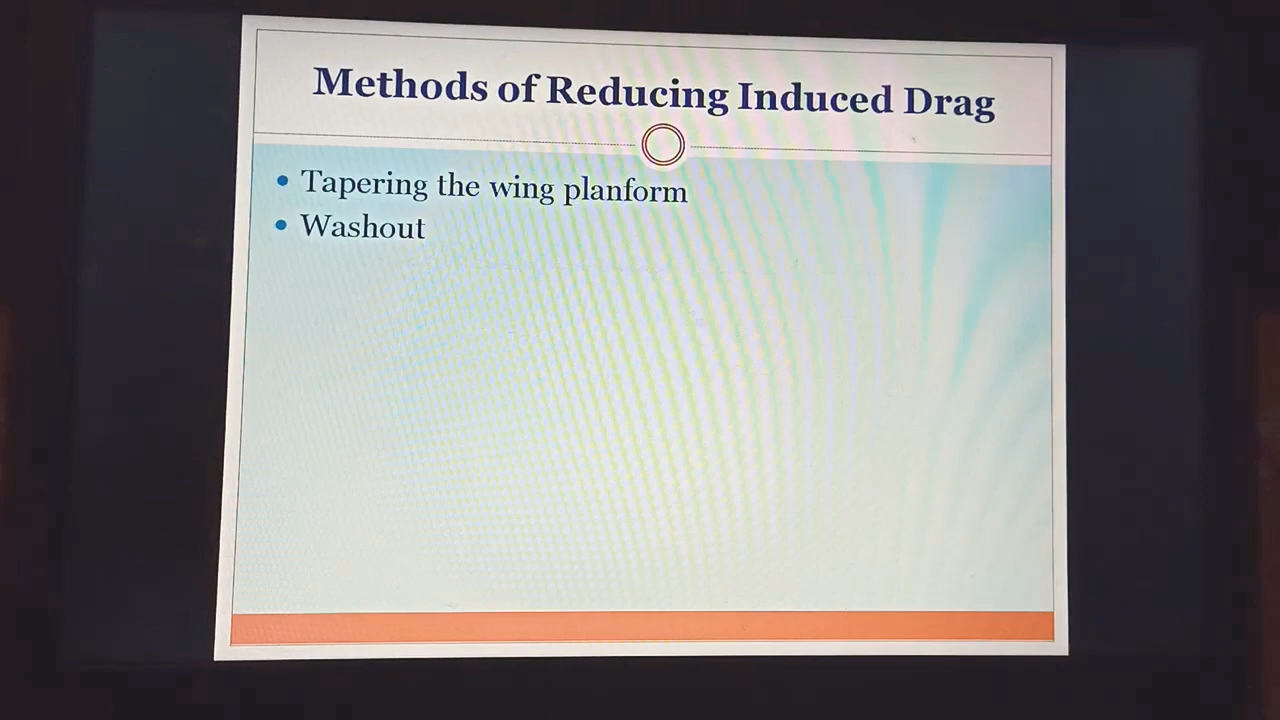 Methods of Reducing Induced Drag
Tapering the wing planform
Washout